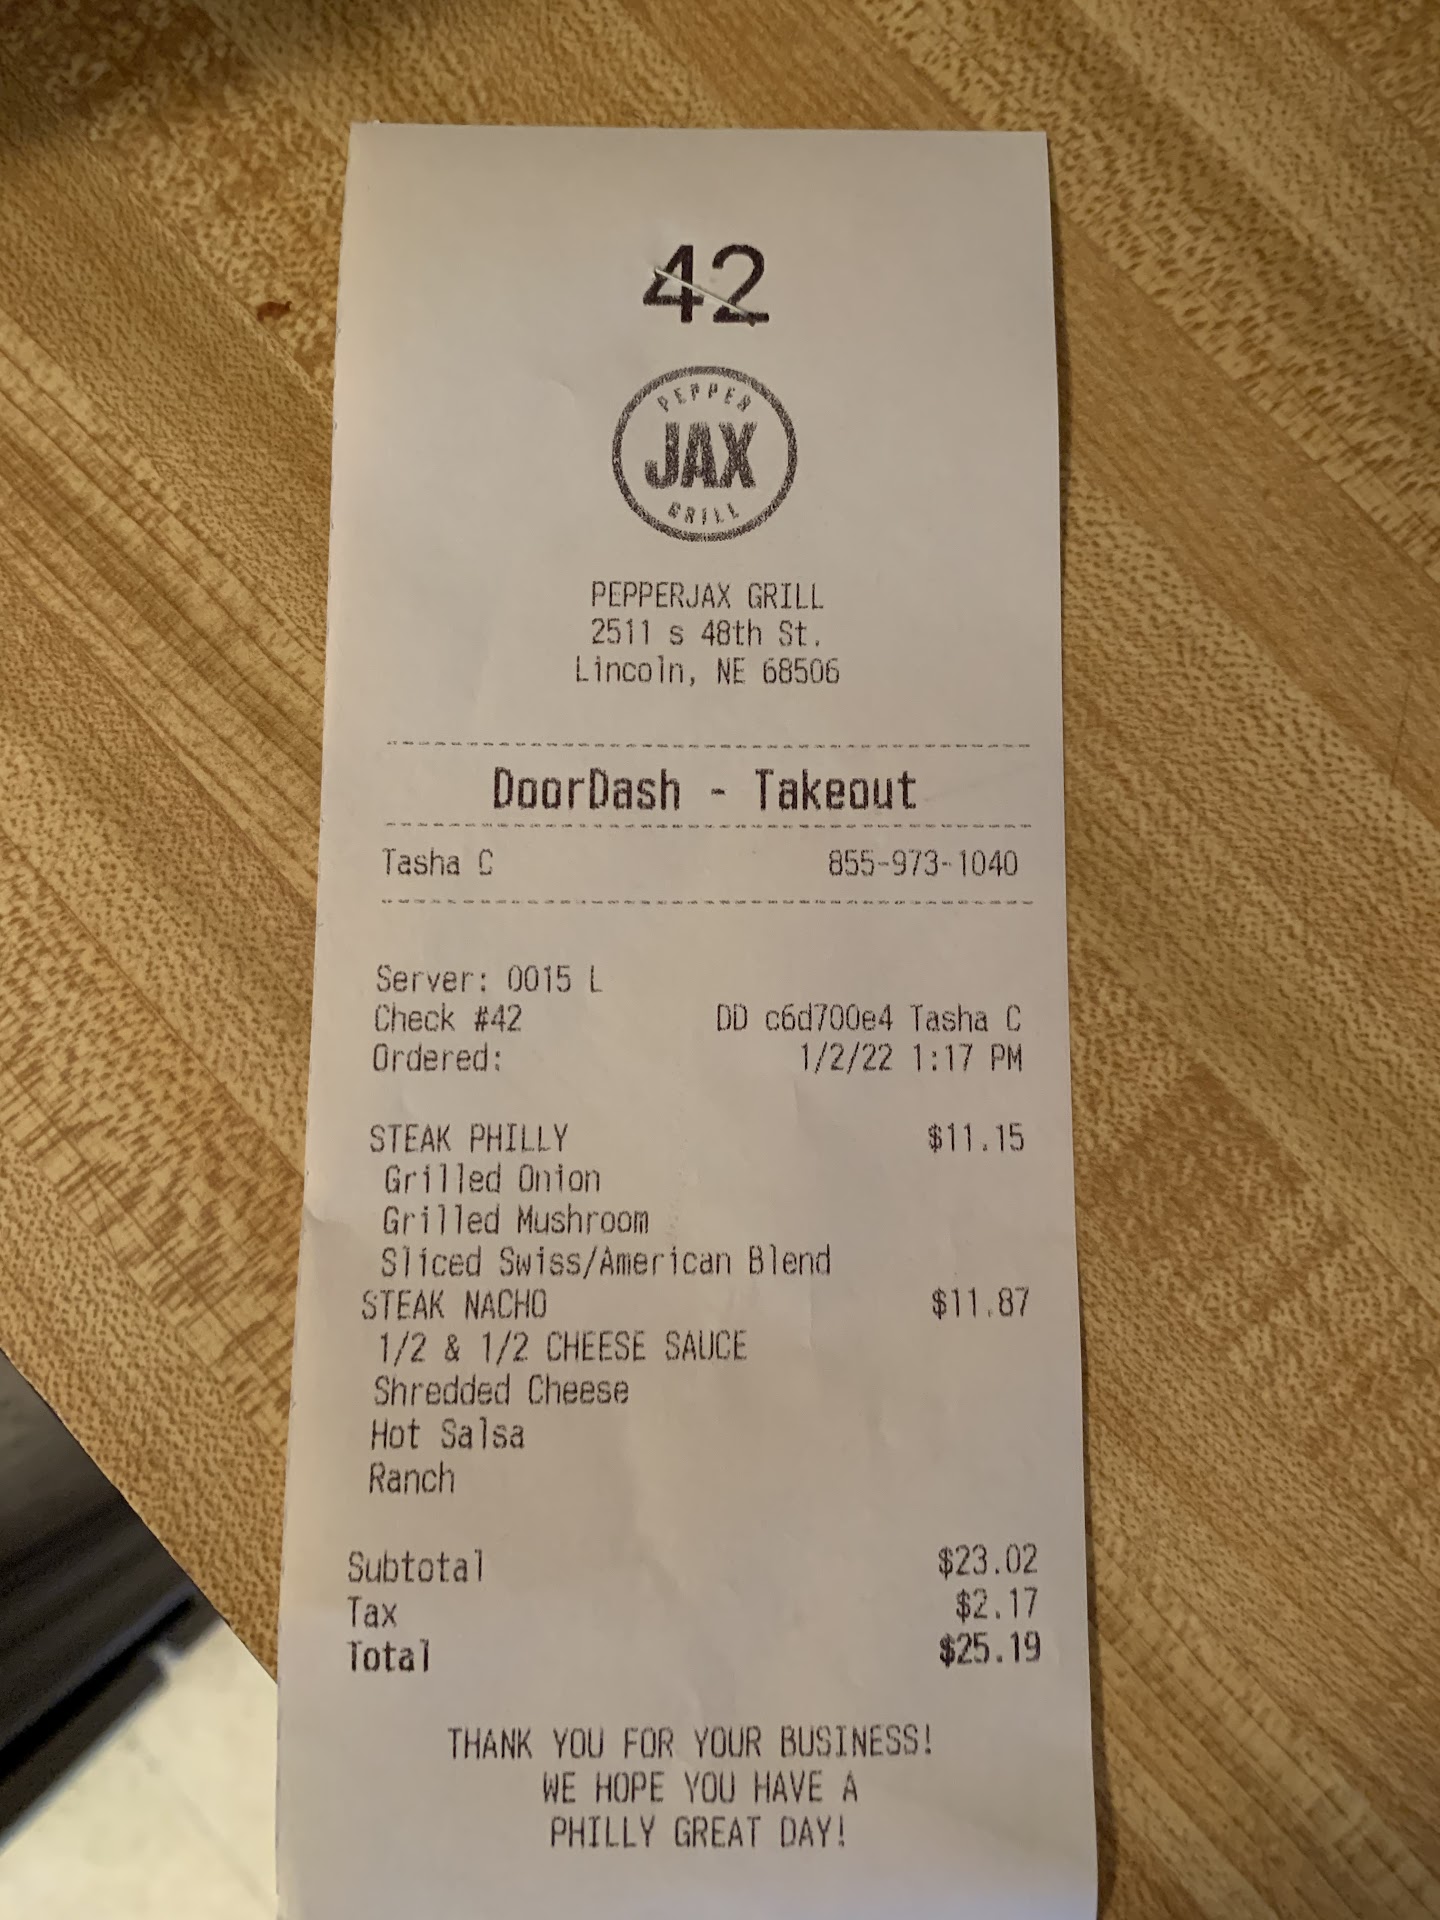 42
PEPPER
JAX
GRILL
PEPPERJAX GRILL
2511 s 48th St.
Lincoln, NE 68506
DoorDash - Takeout
Tasha C 855-973-1040
Server: 0015 L
Check #42 DD c6d700e4 Tasha C
Ordered: 1/2/22 1:17 PM
STEAK PHILLY $11.15
Grilled Onion
Grilled Mushroom
Sliced Swiss/American Blend
STEAK NACHO $11.87
1/2 & 1/2 CHEESE SAUCE
Shredded Cheese
Hot Salsa
Ranch
Subtotal $23.02
Tax $2.17
Total $25.19
THANK YOU FOR YOUR BUSINESS!
WE HOPE YOU HAVE A
PHILLY GREAT DAY!